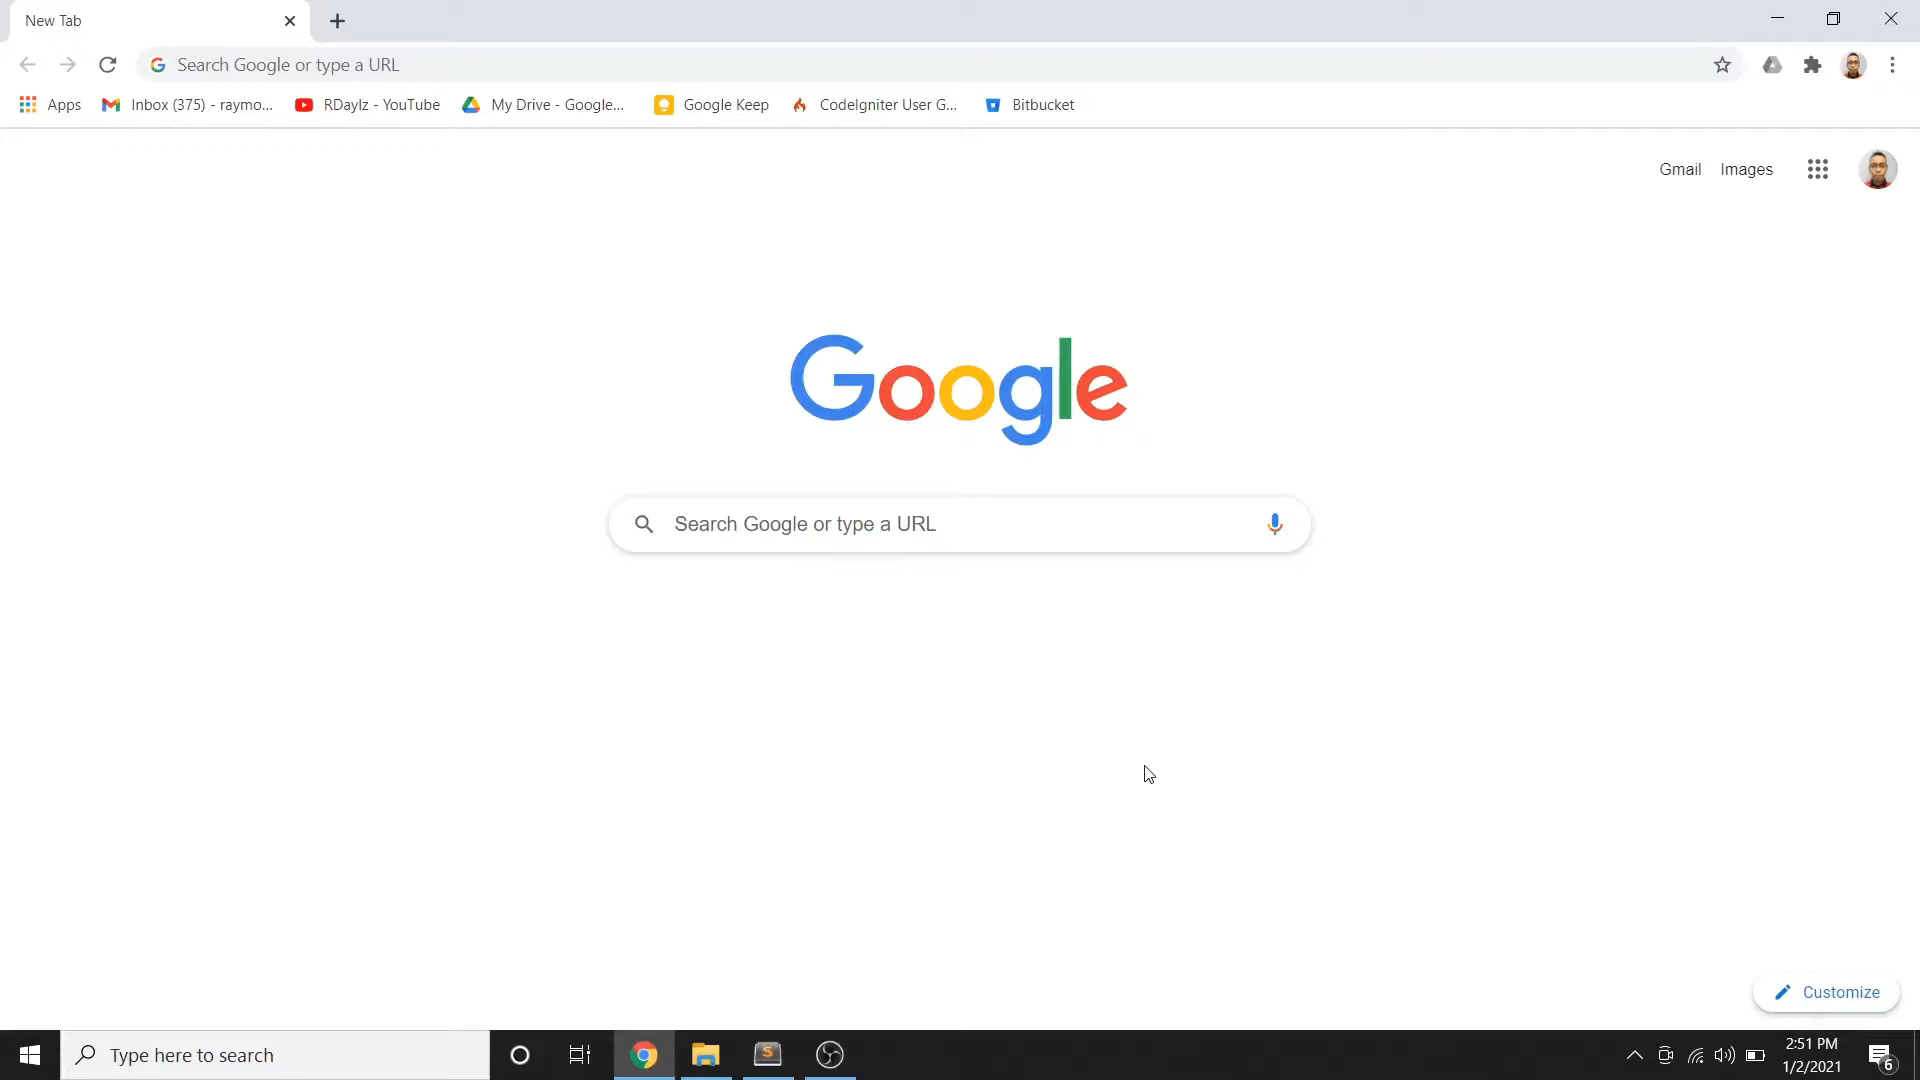 New Tab
Search Google or type a URL
Apps Inbox (375) - raymo... RDaylz - YouTube My Drive - Google... Google Keep CodeIgniter User G... Bitbucket
Gmail Images
Google
Search Google or type a URL
Customize
Type here to search
S
2:51 PM
1/2/2021
6